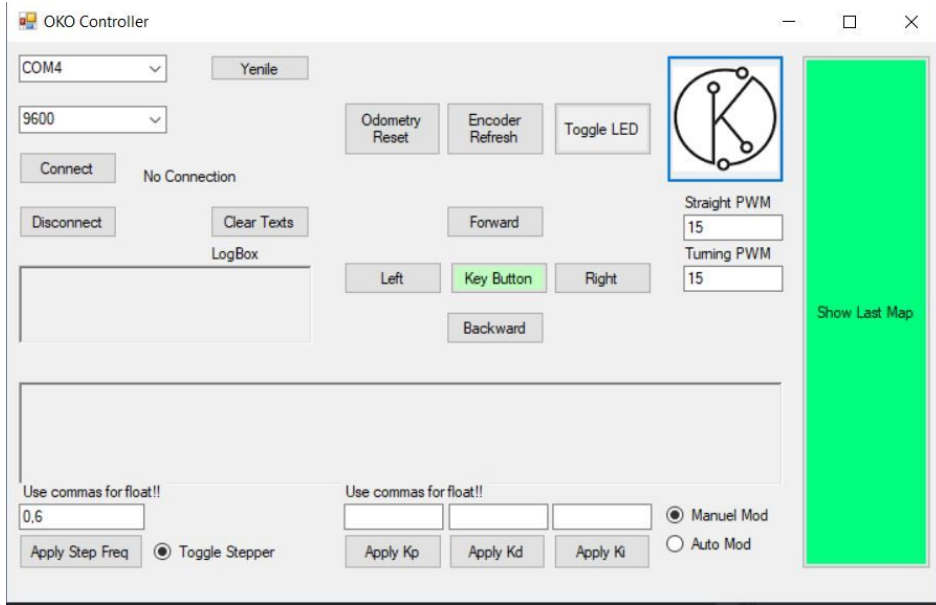 OKO Controller
COM4
Yenile
9600
Odometry
Reset
Encoder
Refresh
Toggle LED
Connect
No Connection
Straight PWM
15
Disconnect
Clear Texts
Forward
Turning PWM
15
LogBox
Left
Key Button
Right
Show Last Map
Backward
Use commas for float!!
0,6
Use commas for float!!
Manuel Mod
Apply Step Freq
Toggle Stepper
Apply Kp
Apply Kd
Apply Ki
Auto Mod